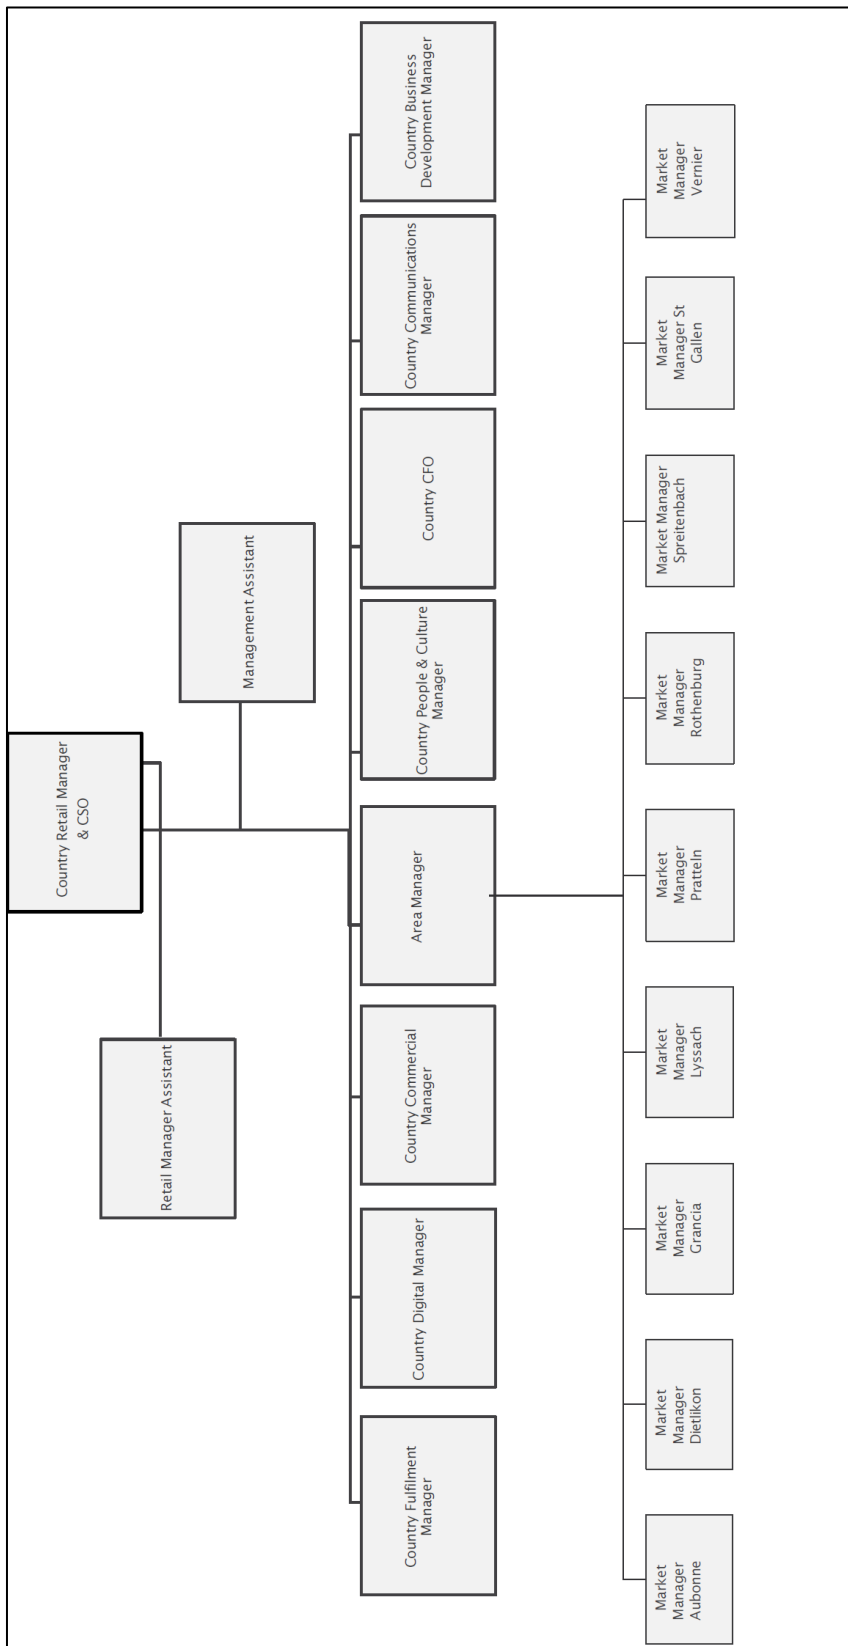 Country Retail Manager
& CSO
Retail Manager Assistant
Management Assistant
Country Fulfilment
Manager
Country Digital Manager
Country Commercial
Manager
Area Manager
Country People & Culture
Manager
Country CFO
Country Communications
Manager
Country Business
Development Manager
Market
Manager
Aubonne
Market
Manager
Dietlikon
Market
Manager
Grancia
Market
Manager
Lyssach
Market
Manager
Pratteln
Market
Manager
Rothenburg
Market Manager
Spreitenbach
Market
Manager St
Gallen
Market
Manager
Vernier